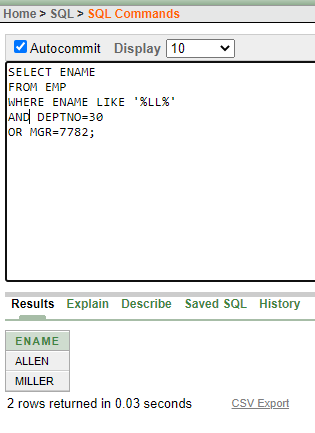 Home > SQL > SQL Commands
Autocommit Display 10
SELECT ENAME
FROM EMP
WHERE ENAME LIKE '%LL%'
AND DEPTNO=30
OR MGR=7782;
Results Explain Describe Saved SQL History
ENAME
ALLEN
MILLER
2 rows returned in 0.03 seconds CSV Export